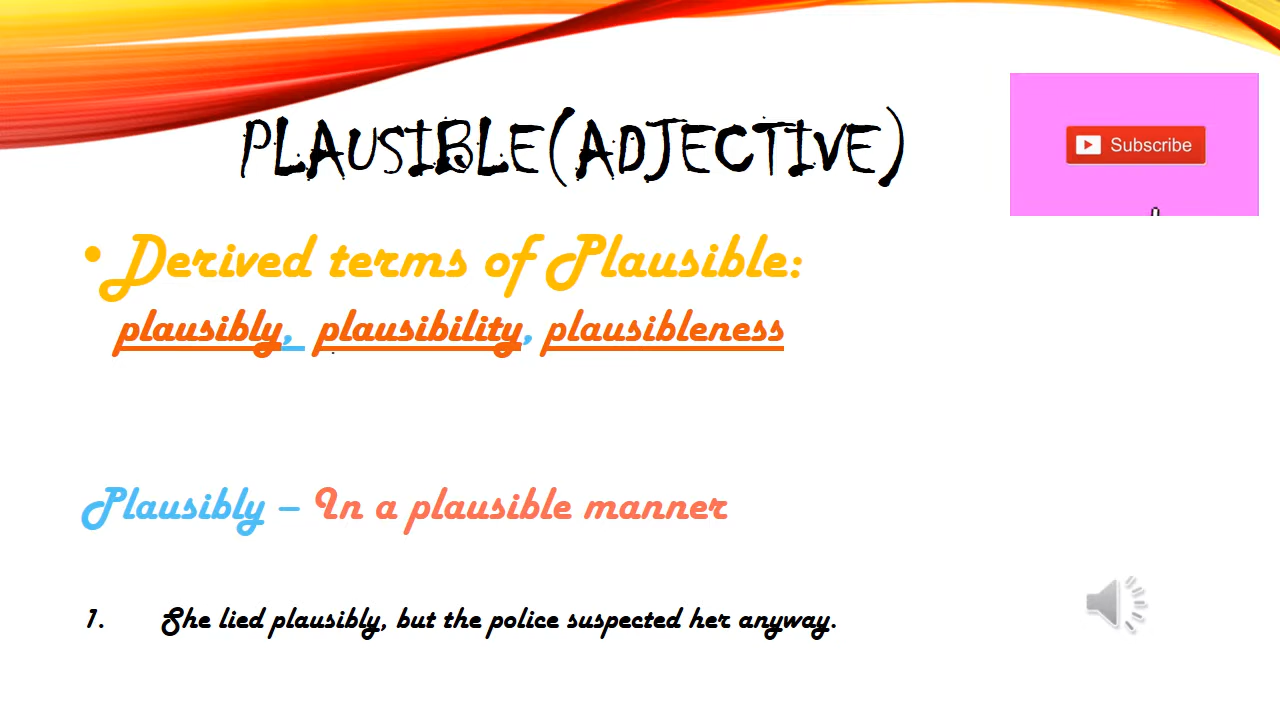 PLAUSIBLE(ADJECTIVE)
Subscribe
• Derived terms of Plausible:
plausibly, plausibility, plausibleness
Plausibly – In a plausible manner
1. She lied plausibly, but the police suspected her anyway.